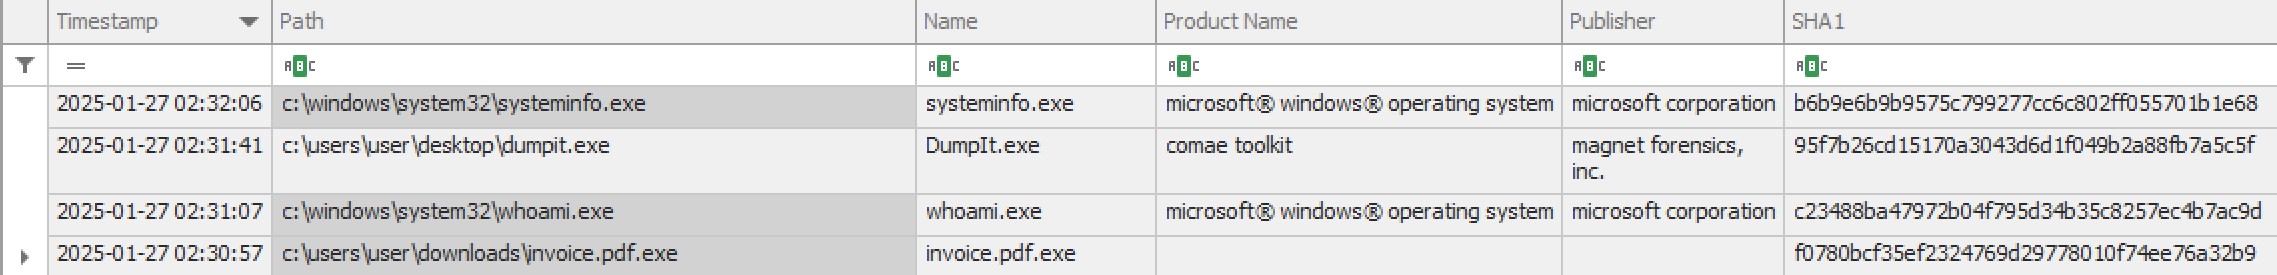 Timestamp Path Name Product Name Publisher SHA1
= ABC ABC ABC ABC ABC
2025-01-27 02:32:06 c:\windows\system32\systeminfo.exe systeminfo.exe microsoft® windows® operating system microsoft corporation b6b9e6b9b9575c799277cc6c802ff055701b1e68
2025-01-27 02:31:41 c:\users\user\desktop\dumpit.exe DumpIt.exe comae toolkit magnet forensics, 95f7b26cd15170a3043d6d1f049b2a88fb7a5c5f
inc.
2025-01-27 02:31:07 c:\windows\system32\whoami.exe whoami.exe microsoft® windows® operating system microsoft corporation c23488ba47972b04f795d34b35c8257ec4b7ac9d
2025-01-27 02:30:57 c:\users\user\downloads\invoice.pdf.exe invoice.pdf.exe f0780bcf35ef2324769d29778010f74ee76a32b9